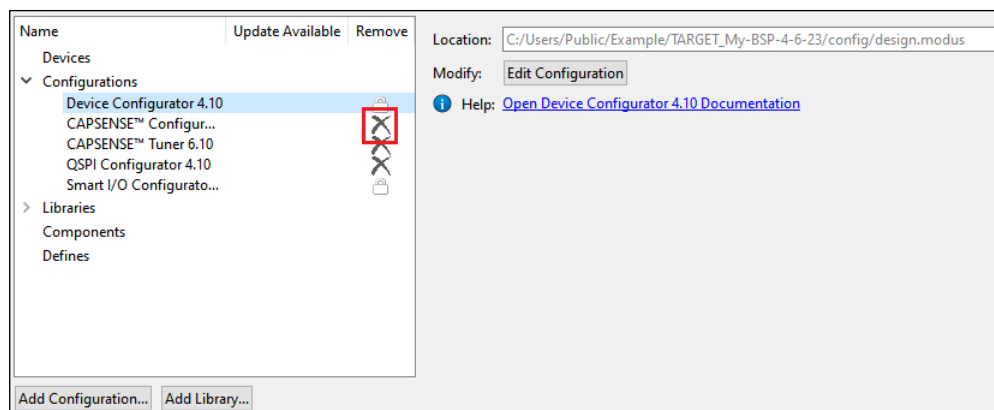 Name Update Available Remove
Devices
Configurations
Device Configurator 4.10
CAPSENSE™ Configur...
CAPSENSE™ Tuner 6.10
QSPI Configurator 4.10
Smart I/O Configurato...
Libraries
Components
Defines
Add Configuration... Add Library...
Location: C:/Users/Public/Example/TARGET_My-BSP-4-6-23/config/design.modus
Modify: Edit Configuration
Help: Open Device Configurator 4.10 Documentation